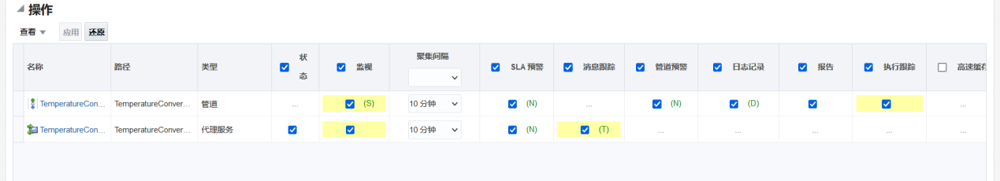 操作
查看 应用 还原
名称 路径 类型 状态 监视 聚集间隔 SLA 预警 消息跟踪 管道预警 日志记录 报告 执行跟踪 高速缓存
TemperatureCon... TemperatureConver... 管道 ... (S) 10 分钟 (N) (N) (D) ...
TemperatureCon... TemperatureConver... 代理服务 10 分钟 (N) (T) ... ... ... ... ...